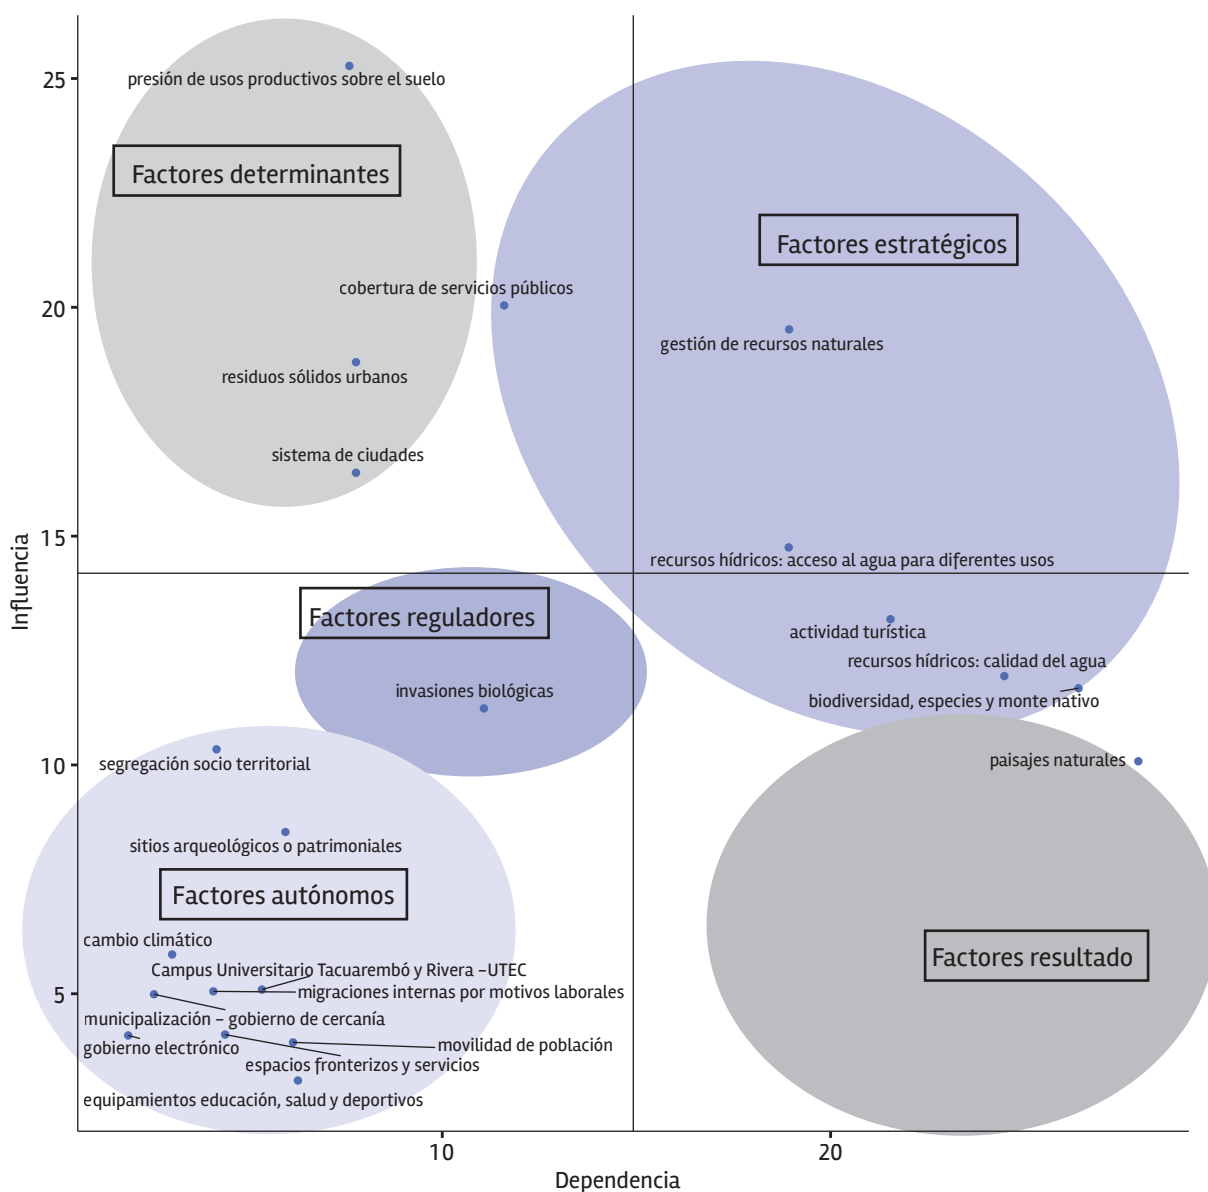 25
presión de usos productivos sobre el suelo
Factores determinantes
Factores estratégicos
cobertura de servicios públicos
20
gestión de recursos naturales
residuos sólidos urbanos
sistema de ciudades
15
Influencia
recursos hídricos: acceso al agua para diferentes usos
Factores reguladores
actividad turística
recursos hídricos: calidad del agua
invasiones biológicas
biodiversidad, especies y monte nativo
10
segregación socio territorial
paisajes naturales
sitios arqueológicos o patrimoniales
Factores autónomos
cambio climático
Factores resultado
Campus Universitario Tacuarembó y Rivera –UTEC
5
migraciones internas por motivos laborales
municipalización – gobierno de cercanía
gobierno electrónico
movilidad de población
espacios fronterizos y servicios
equipamientos educación, salud y deportivos
10
20
Dependencia